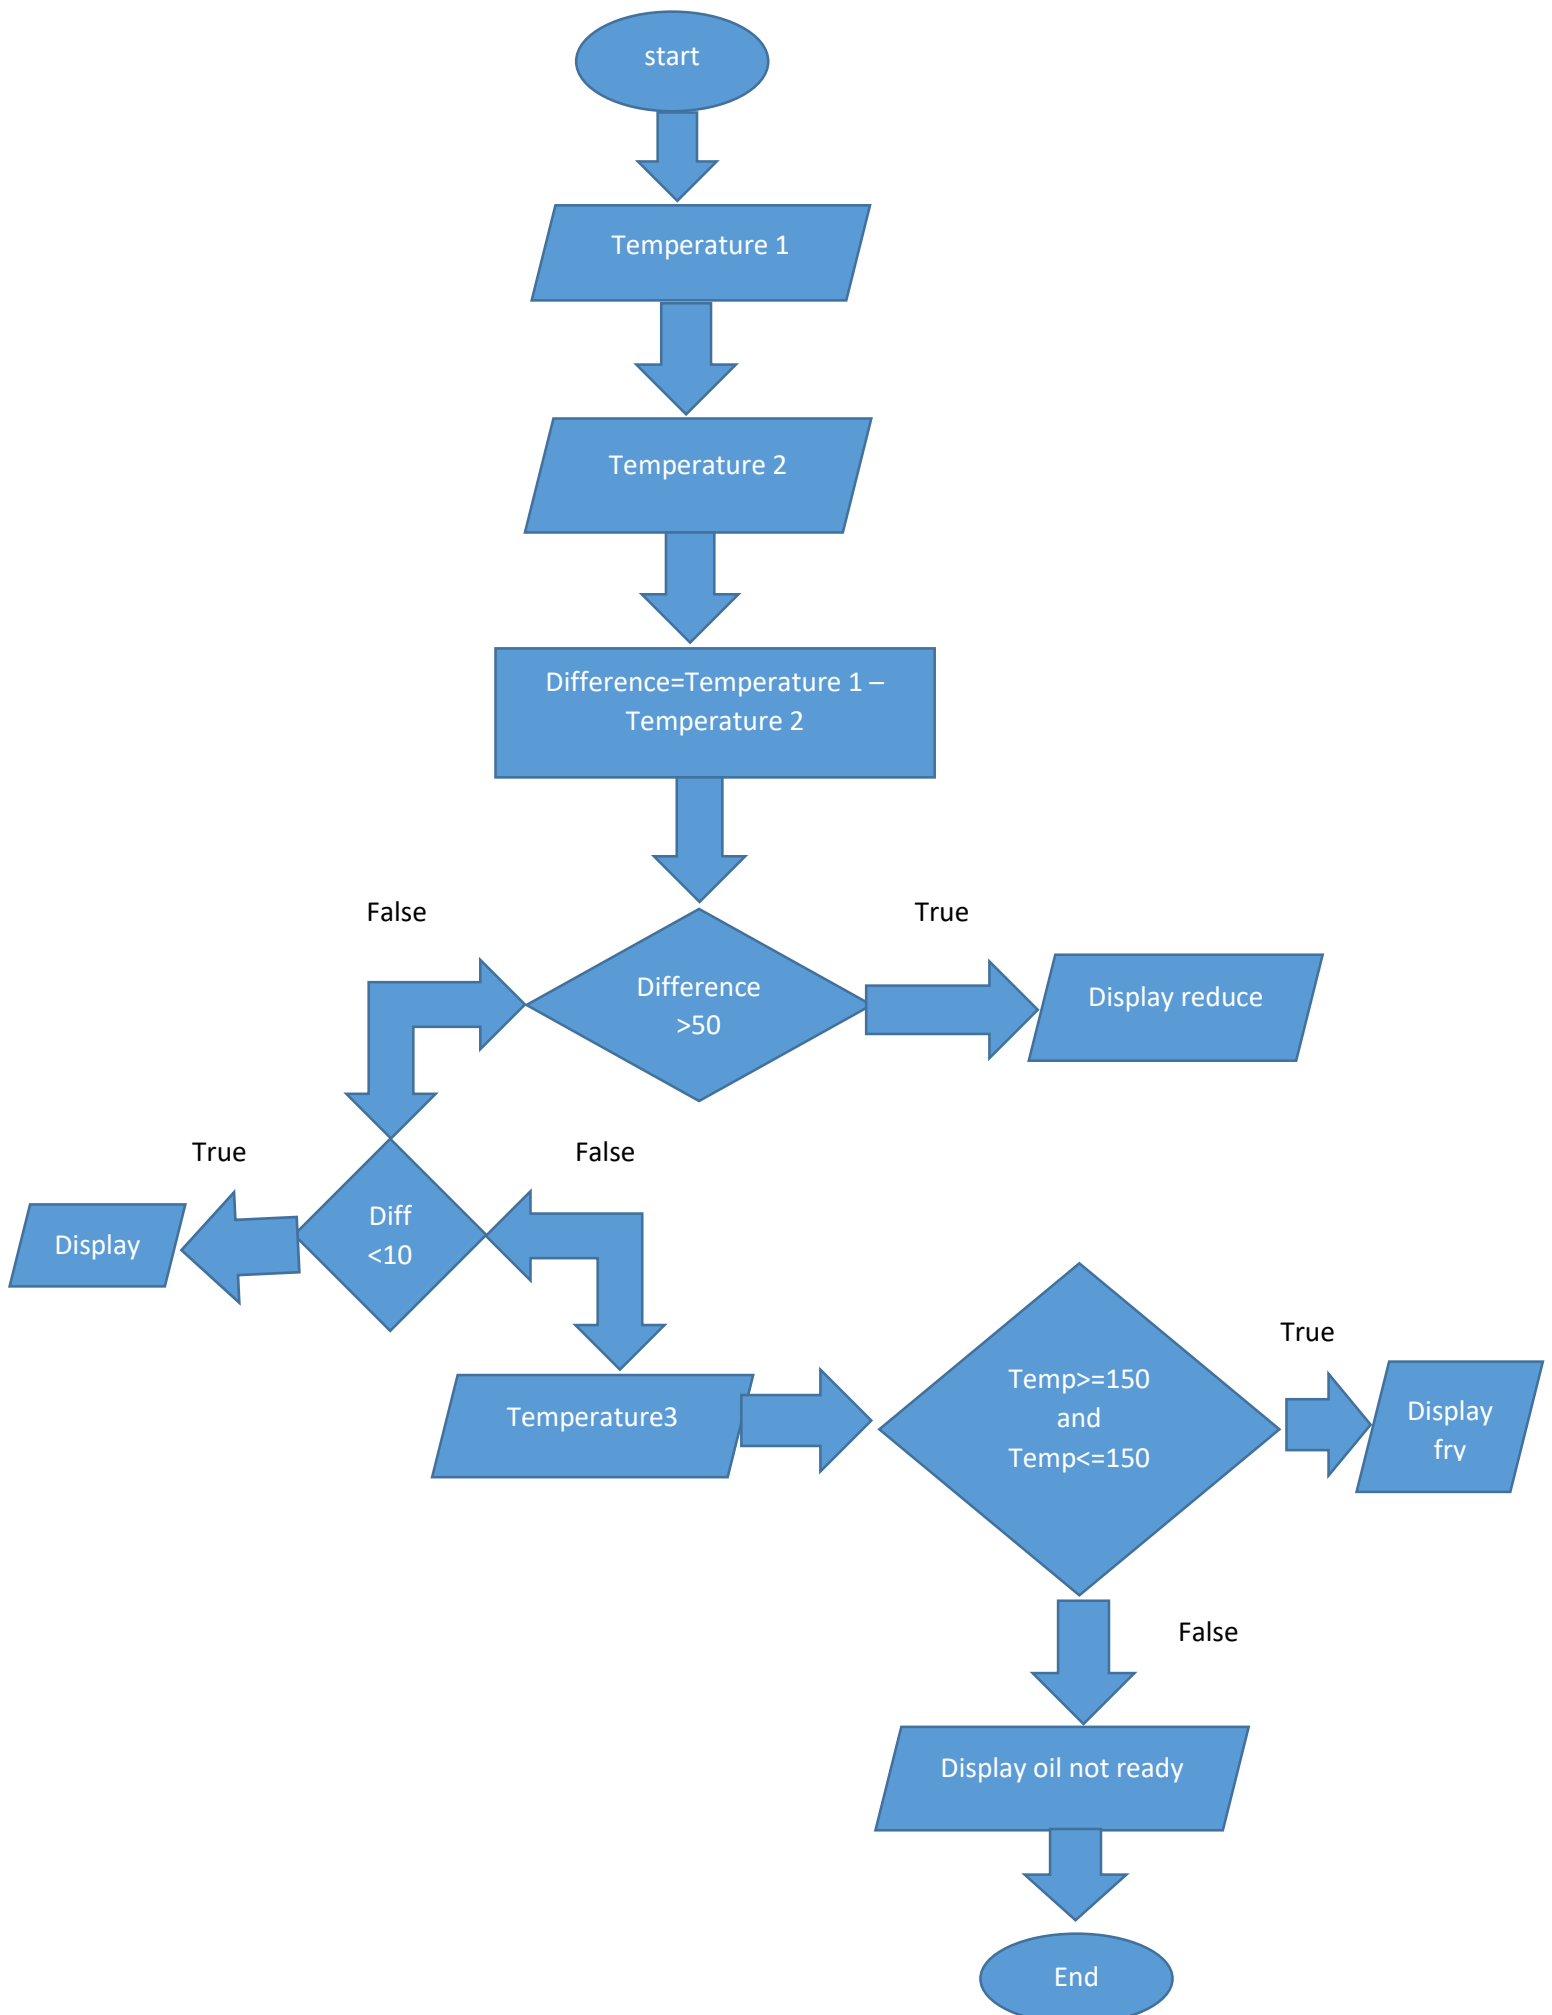 start
Temperature 1
Temperature 2
Difference=Temperature 1 –
Temperature 2
False
True
Difference
>50
Display reduce
True
False
Diff
<10
Display
Temperature3
Temp>=150
and
Temp<=150
True
Display
fry
False
Display oil not ready
End